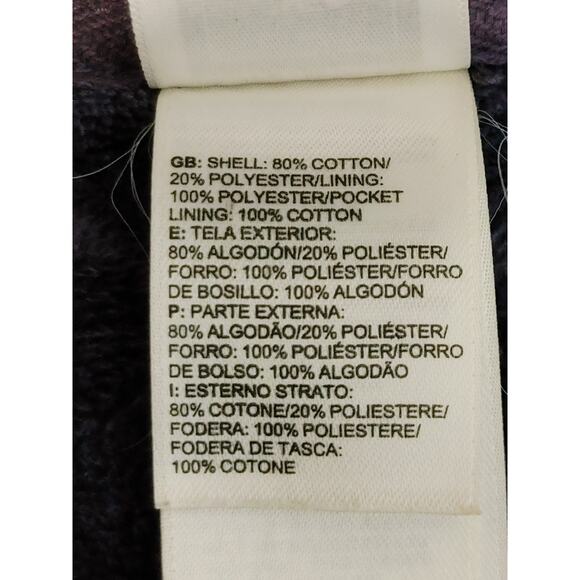 GB: SHELL: 80% COTTON/
20% POLYESTER/LINING:
100% POLYESTER/POCKET
LINING: 100% COTTON
E: TELA EXTERIOR:
80% ALGODÓN/20% POLIÉSTER/
FORRO: 100% POLIÉSTER/FORRO
DE BOSILLO: 100% ALGODÓN
P: PARTE EXTERNA:
80% ALGODÃO/20% POLIÉSTER/
FORRO: 100% POLIÉSTER/FORRO
DE BOLSO: 100% ALGODÃO
I: ESTERNO STRATO:
80% COTONE/20% POLIESTERE/
FODERA: 100% POLIESTERE/
FODERA DE TASCA:
100% COTONE